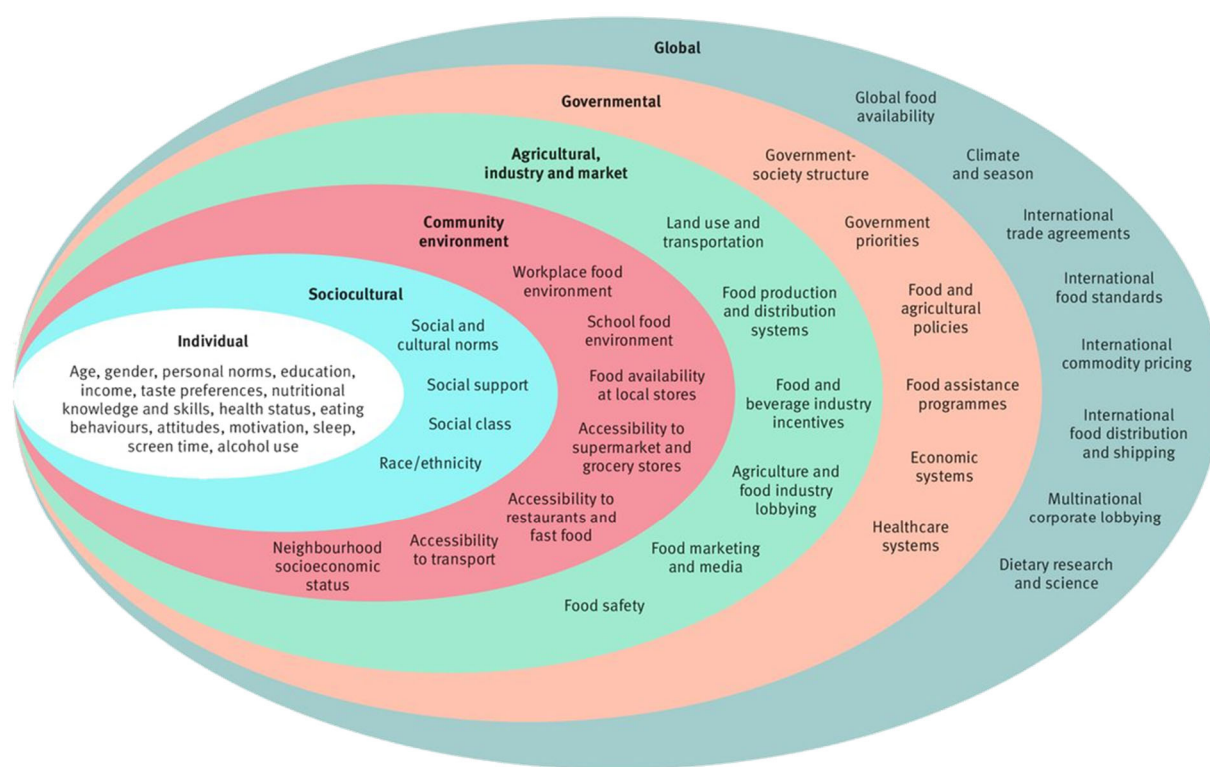 Global
Global food
availability
Climate
and season
International
trade agreements
International
food standards
International
commodity pricing
International
food distribution
and shipping
Multinational
corporate lobbying
Dietary research
and science
Governmental
Government-
society structure
Government
priorities
Food and
agricultural
policies
Food assistance
programmes
Economic
systems
Healthcare
systems
Agricultural,
industry and market
Land use and
transportation
Food production
and distribution
systems
Food and
beverage industry
incentives
Agriculture and
food industry
lobbying
Food marketing
and media
Food safety
Community
environment
Workplace food
environment
School food
environment
Food availability
at local stores
Accessibility to
supermarket and
grocery stores
Accessibility to
restaurants and
fast food
Accessibility
to transport
Neighbourhood
socioeconomic
status
Sociocultural
Social and
cultural norms
Social support
Social class
Race/ethnicity
Individual
Age, gender, personal norms, education,
income, taste preferences, nutritional
knowledge and skills, health status, eating
behaviours, attitudes, motivation, sleep,
screen time, alcohol use